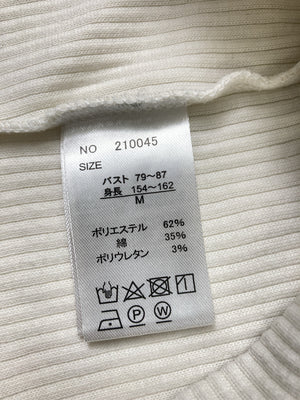 NO 210045
SIZE
バスト 79〜87
身長 154〜162
M
ポリエステル 62%
綿 35%
ポリウレタン 3%
P W